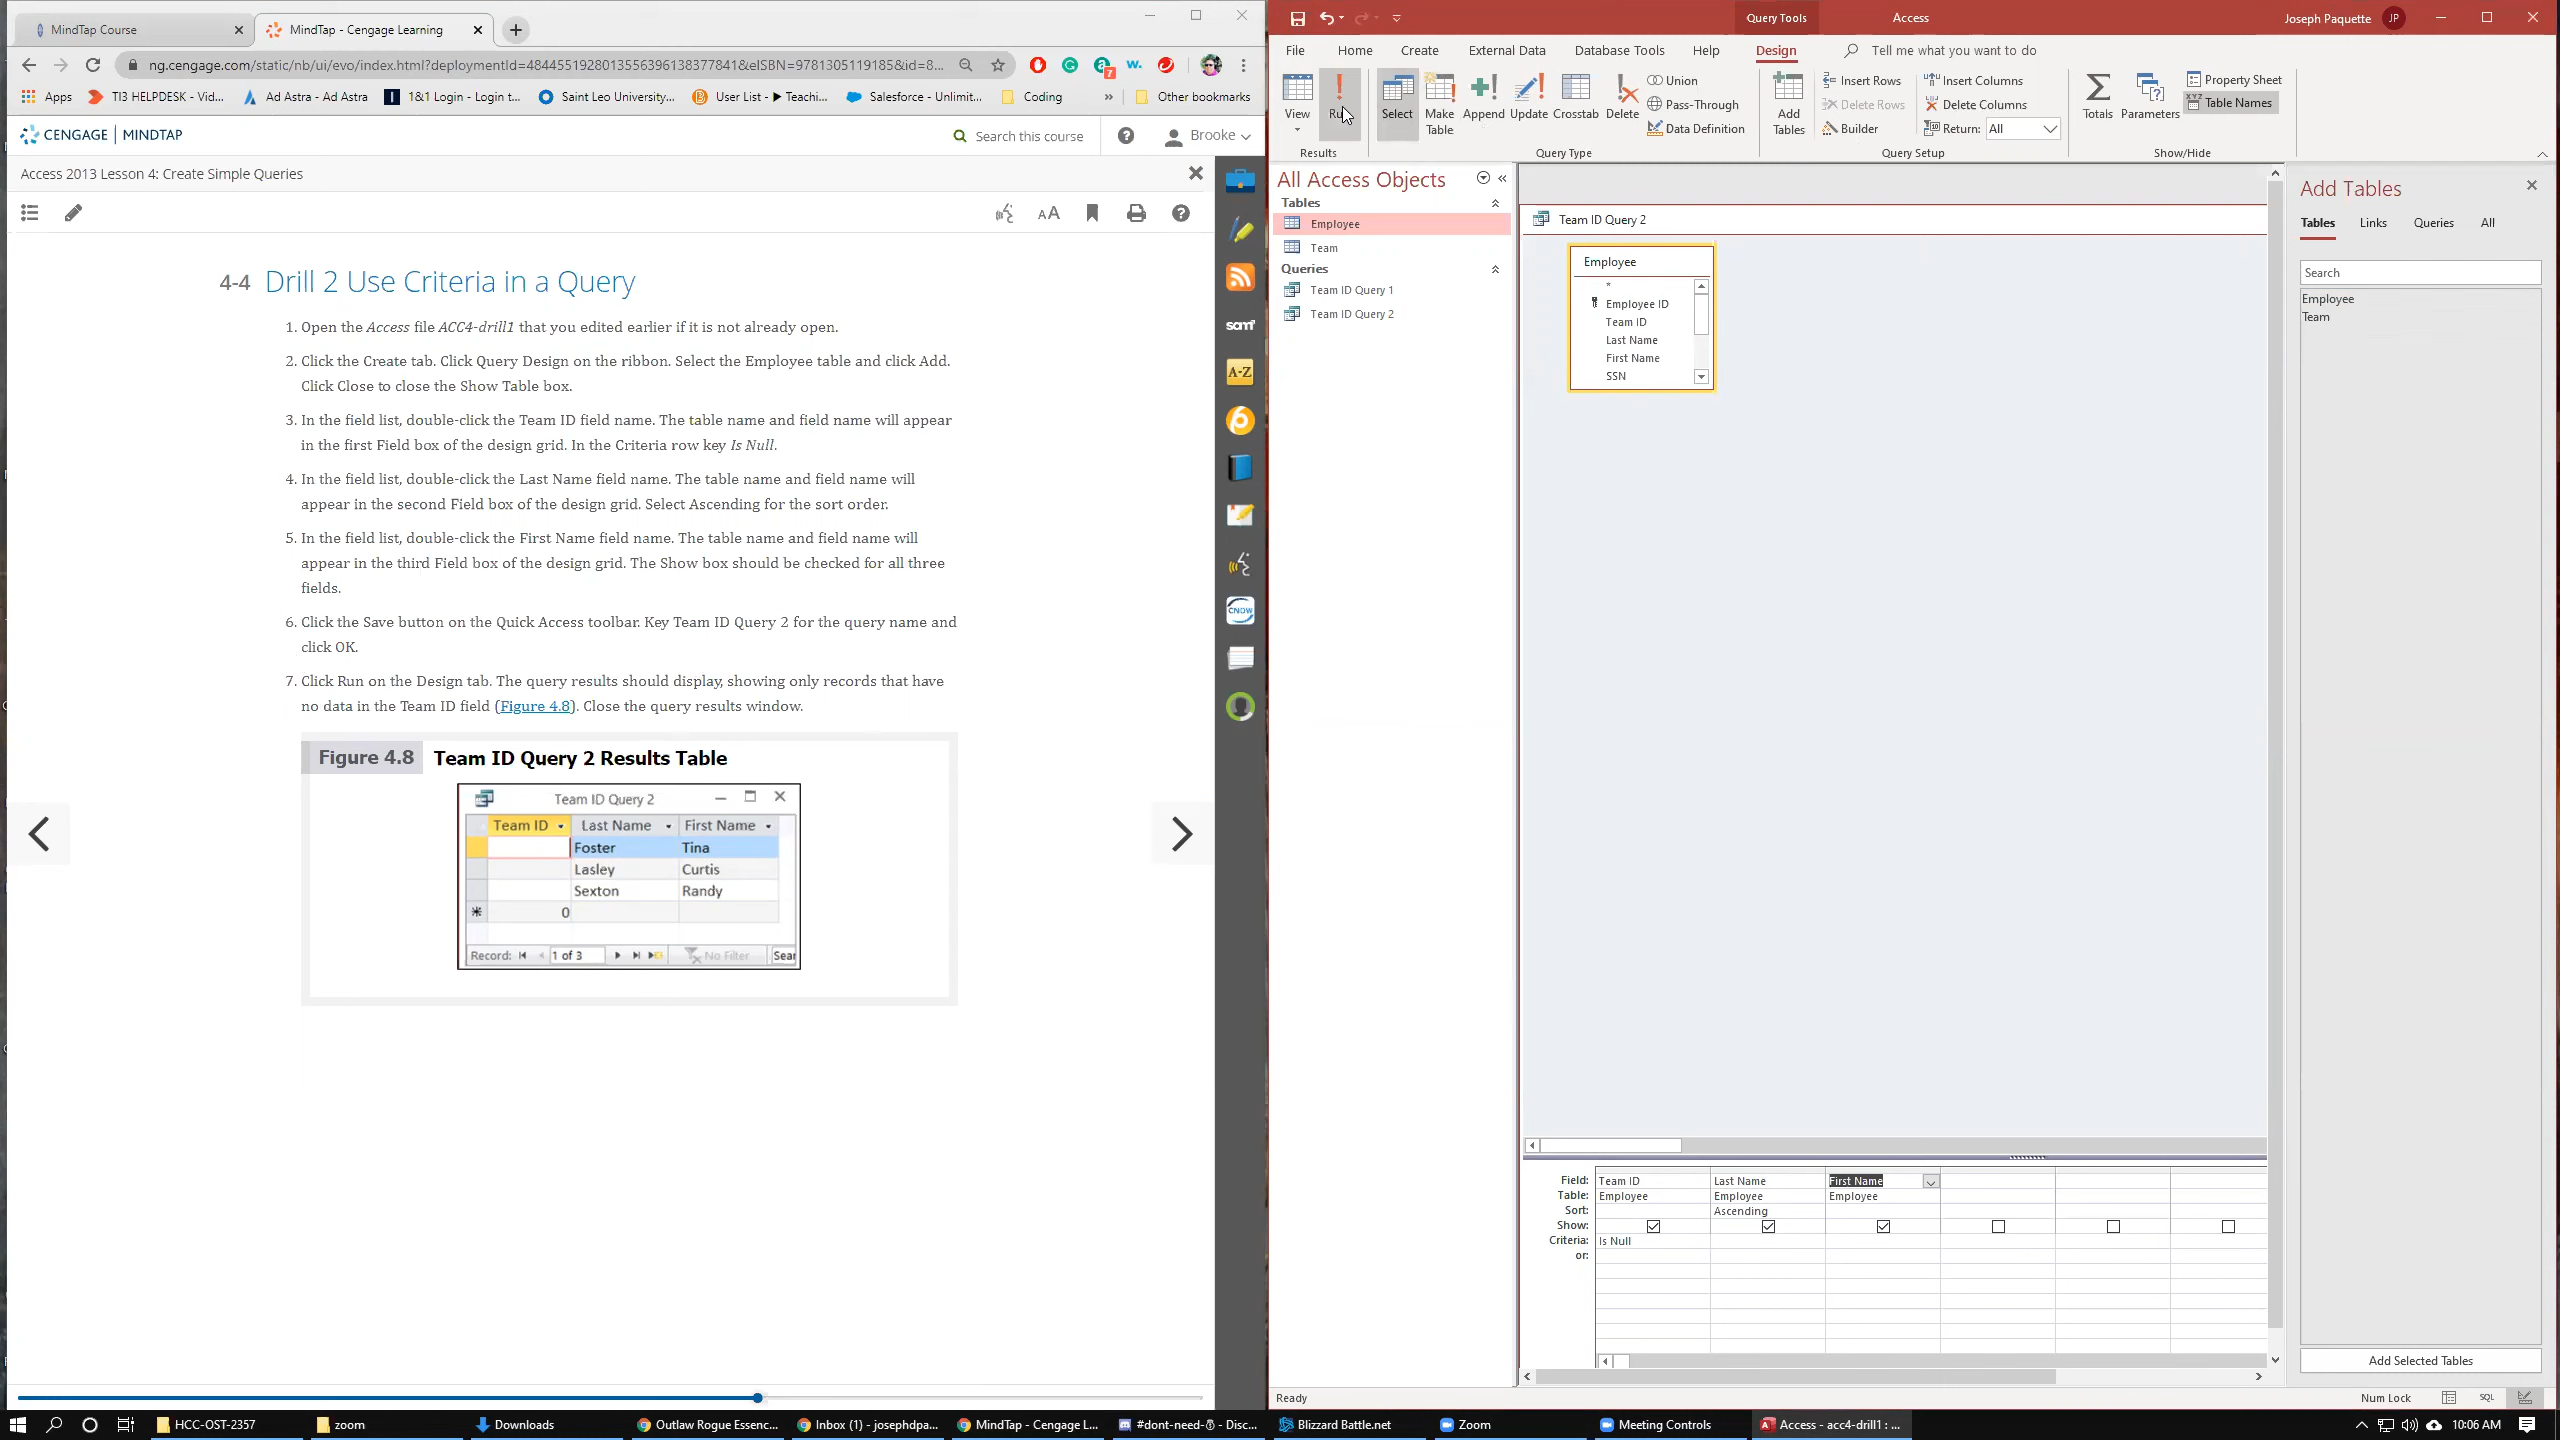 MindTap Course
MindTap - Cengage Learning
ng.cengage.com/static/nb/ui/evo/index.html?deploymentId=4844551928013556396138377841&eISBN=9781305119185&id=8...
Apps
TI3 HELPDESK - Vid...
Ad Astra - Ad Astra
1&1 Login - Login t...
Saint Leo University...
User List - ► Teachi...
Salesforce - Unlimit...
Coding
»
Other bookmarks
CENGAGE | MINDTAP
Search this course
Brooke
Access 2013 Lesson 4: Create Simple Queries
AA
4-4 Drill 2 Use Criteria in a Query
1. Open the Access file ACC4-drill1 that you edited earlier if it is not already open.
2. Click the Create tab. Click Query Design on the ribbon. Select the Employee table and click Add.
Click Close to close the Show Table box.
3. In the field list, double-click the Team ID field name. The table name and field name will appear
in the first Field box of the design grid. In the Criteria row key Is Null.
4. In the field list, double-click the Last Name field name. The table name and field name will
appear in the second Field box of the design grid. Select Ascending for the sort order.
5. In the field list, double-click the First Name field name. The table name and field name will
appear in the third Field box of the design grid. The Show box should be checked for all three
fields.
6. Click the Save button on the Quick Access toolbar. Key Team ID Query 2 for the query name and
click OK.
7. Click Run on the Design tab. The query results should display, showing only records that have
no data in the Team ID field (Figure 4.8). Close the query results window.
Figure 4.8 Team ID Query 2 Results Table
Team ID Query 2
Team ID Last Name First Name
Foster Tina
Lasley Curtis
Sexton Randy
0
Record: 1 of 3 No Filter Sear
sam
A-Z
CNOW
Query Tools
Access
Joseph Paquette
JP
File Home Create External Data Database Tools Help Design Tell me what you want to do
View
Select
Make Table
Append
Update
Crosstab
Delete
Union
Pass-Through
Data Definition
Add Tables
Insert Rows
Delete Rows
Builder
Insert Columns
Delete Columns
Return: All
Totals
Parameters
Property Sheet
Table Names
Results
Query Type
Query Setup
Show/Hide
All Access Objects
Tables
Employee
Team
Queries
Team ID Query 1
Team ID Query 2
Team ID Query 2
Employee
*
Employee ID
Team ID
Last Name
First Name
SSN
Field: Team ID Last Name First Name
Table: Employee Employee Employee
Sort: Ascending
Show:
Criteria: Is Null
or:
Add Tables
Tables Links Queries All
Search
Employee
Team
Add Selected Tables
Ready
Num Lock
SQL
HCC-OST-2357
zoom
Downloads
Outlaw Rogue Essenc...
Inbox (1) - josephdpa...
MindTap - Cengage L...
Blizzard Battle.net
Zoom
Meeting Controls
Access - acc4-drill1 : ...
10:06 AM